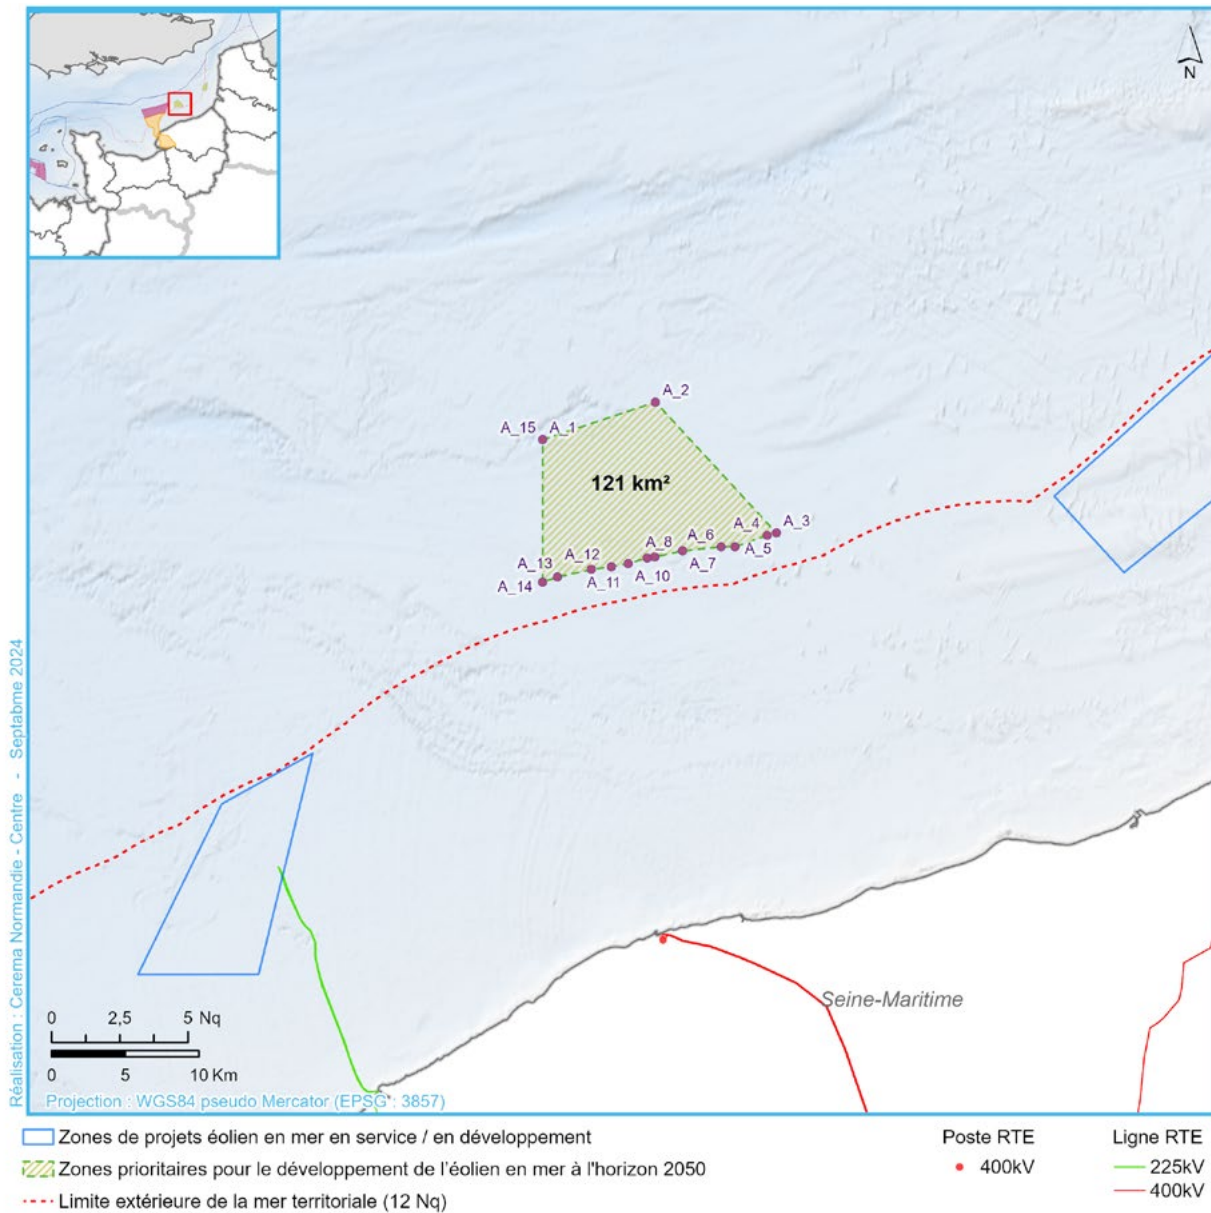 N
A_2
A_15
A_1
121 km²
A_3
A_4
A_6
A_5
A_8
A_7
A_12
A_13
A_10
A_11
A_14
Seine-Maritime
Réalisation : Cerema Normandie - Centre - Septabme 2024
0 2,5 5 Nq
0 5 10 Km
Projection : WGS84 pseudo Mercator (EPSG : 3857)
Zones de projets éolien en mer en service / en développement
Zones prioritaires pour le développement de l'éolien en mer à l'horizon 2050
Limite extérieure de la mer territoriale (12 Nq)
Poste RTE
400kV
Ligne RTE
225kV
400kV